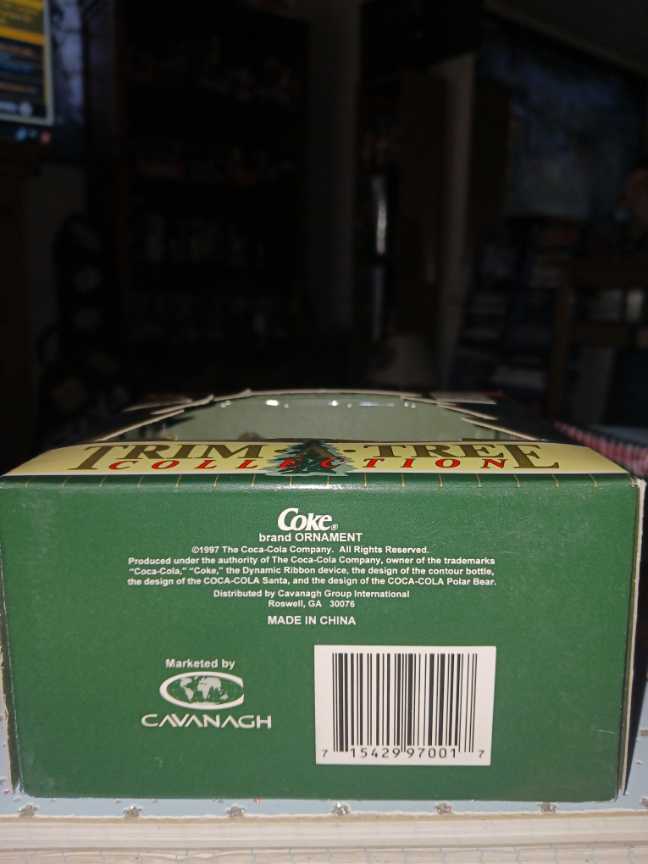 TRIM·A·TREE
COLLECTION
Coke®
brand ORNAMENT
©1997 The Coca-Cola Company. All Rights Reserved.
Produced under the authority of The Coca-Cola Company, owner of the trademarks
"Coca-Cola," "Coke," the Dynamic Ribbon device, the design of the contour bottle,
the design of the COCA-COLA Santa, and the design of the COCA-COLA Polar Bear.
Distributed by Cavanagh Group International
Roswell, GA 30076
MADE IN CHINA
Marketed by
CAVANAGH
7 15429 97001 7